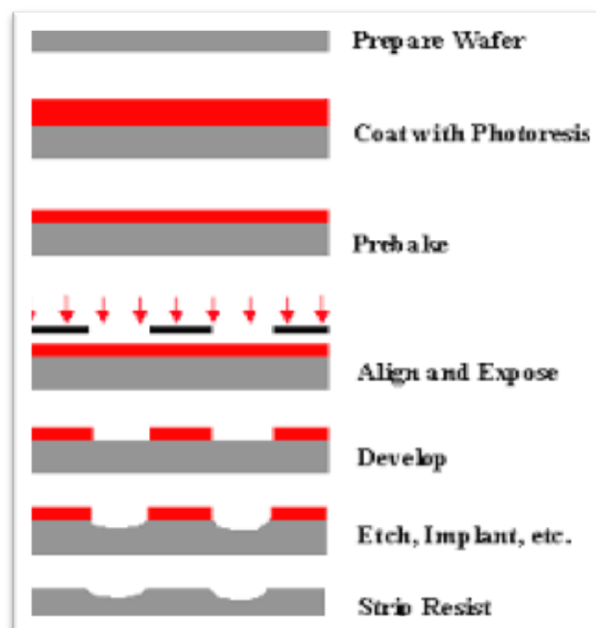 Prepare Wafer
Coat with Photoresis
Prebake
Align and Expose
Develop
Etch, Implant, etc.
Strip Resist